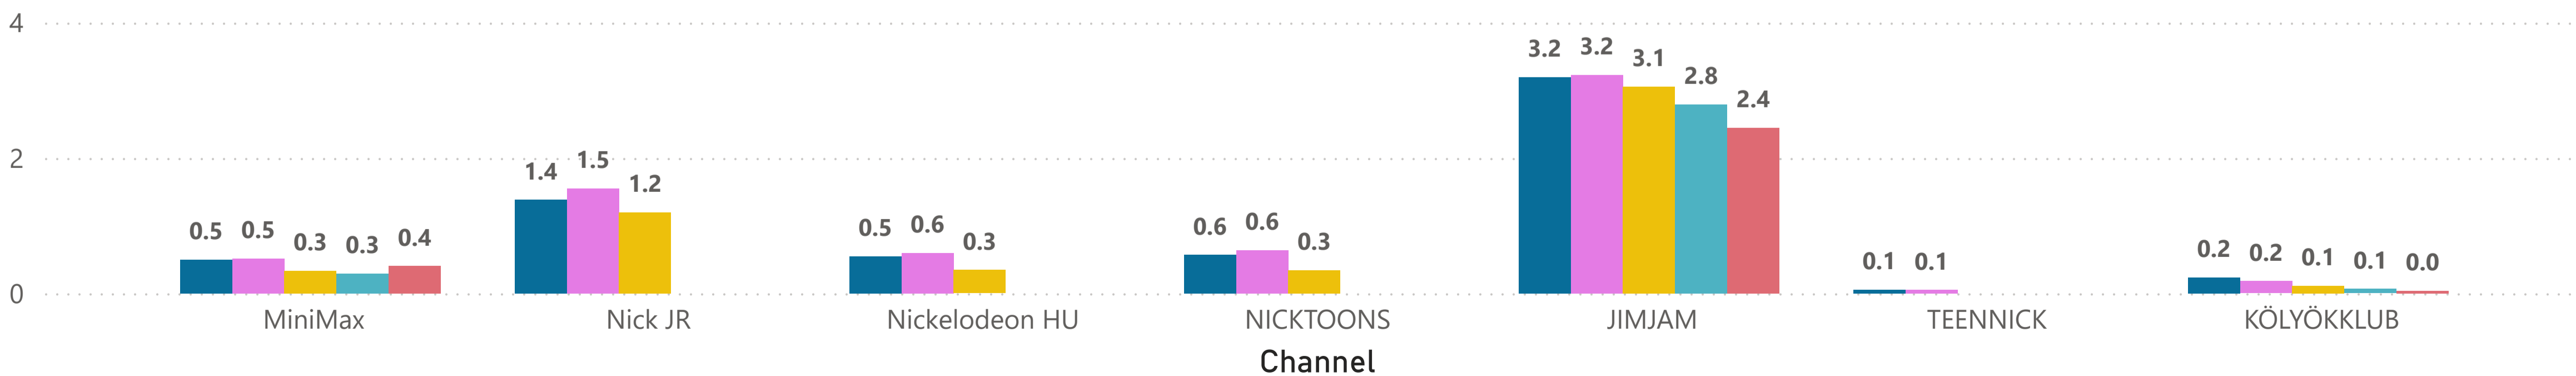 4
3.2 3.2 3.1 2.8 2.4
2
1.4 1.5 1.2
0.5 0.5 0.3 0.3 0.4
0.5 0.6 0.3
0.6 0.6 0.3
0.1 0.1
0.2 0.2 0.1 0.1 0.0
0
MiniMax Nick JR Nickelodeon HU NICKTOONS JIMJAM TEENNICK KÖLYÖKKLUB
Channel